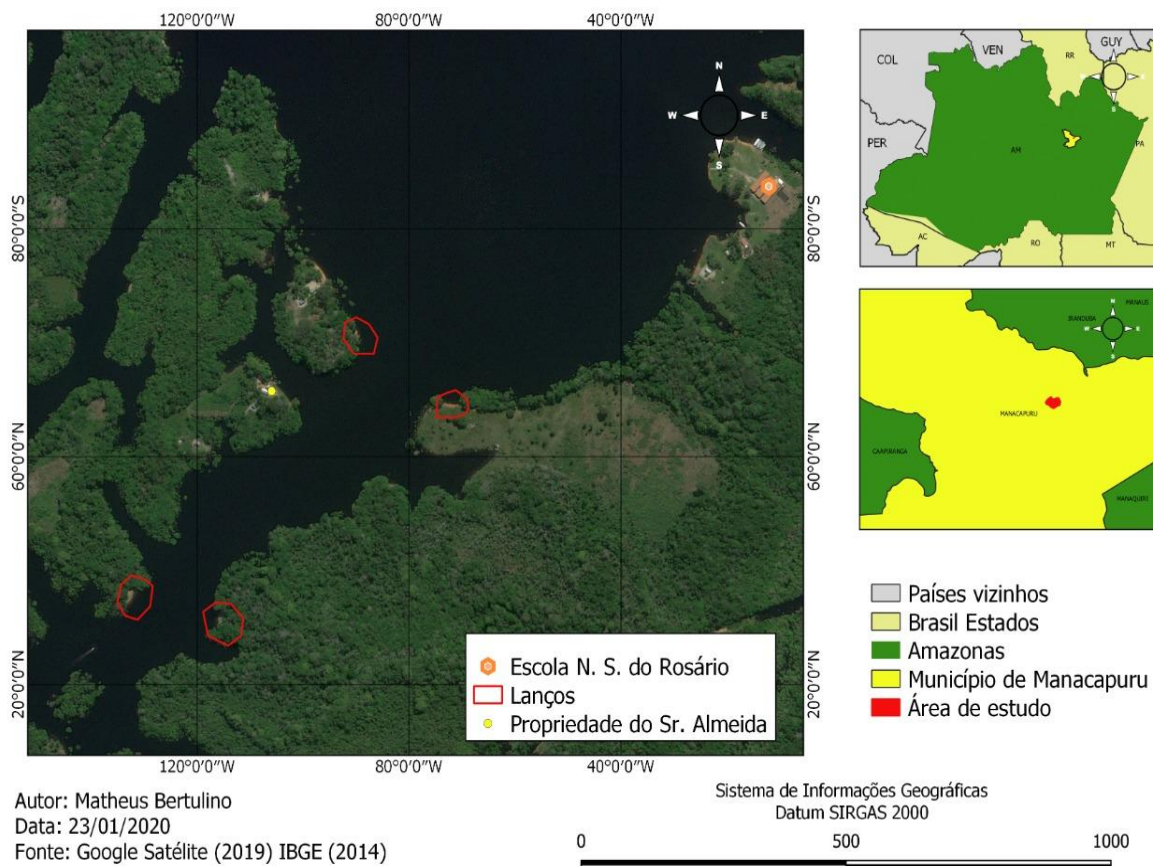 120°0'0"W 80°0'0"W 40°0'0"W
N
W E
S
80°0'0"S
80°0'0"S
60°0'0"N
60°0'0"N
20°0'0"N
20°0'0"N
Escola N. S. do Rosário
Lanços
Propriedade do Sr. Almeida
120°0'0"W 80°0'0"W 40°0'0"W
COL
VEN
GUY
RR
PER
AM
PA
AC
RO
MT
MANAUS
IRANDUBA
N
W E
S
MANACAPURU
CAAPIRANGA
MANAQUIRI
Países vizinhos
Brasil Estados
Amazonas
Município de Manacapuru
Área de estudo
Autor: Matheus Bertulino
Data: 23/01/2020
Fonte: Google Satélite (2019) IBGE (2014)
Sistema de Informações Geográficas
Datum SIRGAS 2000
0 500 1000